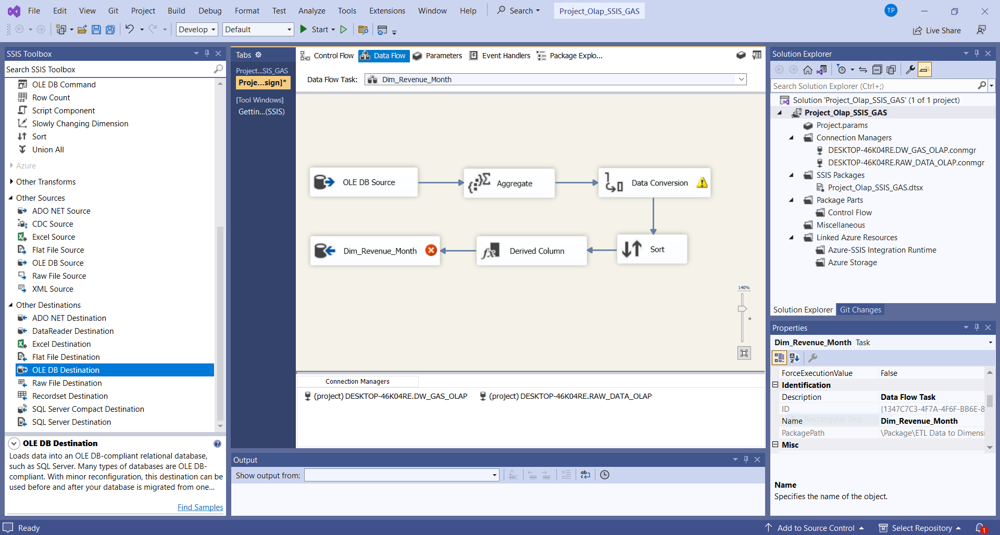 File Edit View Git Project Build Debug Format Test Analyze Tools Extensions Window Help Search Project_Olap_SSIS_GAS TP
Develop Default Start Live Share
SSIS Toolbox
Search SSIS Toolbox
OLE DB Command
Row Count
Script Component
Slowly Changing Dimension
Sort
Union All
Azure
Other Transforms
Other Sources
ADO NET Source
CDC Source
Excel Source
Flat File Source
OLE DB Source
Raw File Source
XML Source
Other Destinations
ADO NET Destination
DataReader Destination
Excel Destination
Flat File Destination
OLE DB Destination
Raw File Destination
Recordset Destination
SQL Server Compact Destination
SQL Server Destination
OLE DB Destination
Loads data into an OLE DB-compliant relational database,
such as SQL Server. Many types of databases are OLE DB-
compliant. With minor reconfiguration, this destination can be
used before and after your database is migrated from one...
Find Samples
Tabs
Project...SIS_GAS
Proje...sign]*
[Tool Windows]
Gettin...(SSIS)
Control Flow Data Flow Parameters Event Handlers Package Explo...
Data Flow Task: Dim_Revenue_Month
OLE DB Source
Aggregate
Data Conversion
Dim_Revenue_Month
Derived Column
Sort
140%
Connection Managers
(project) DESKTOP-46K04RE.DW_GAS_OLAP (project) DESKTOP-46K04RE.RAW_DATA_OLAP
Output
Show output from:
Solution Explorer
Search Solution Explorer (Ctrl+;)
Solution 'Project_Olap_SSIS_GAS' (1 of 1 project)
Project_Olap_SSIS_GAS
Project.params
Connection Managers
DESKTOP-46K04RE.DW_GAS_OLAP.conmgr
DESKTOP-46K04RE.RAW_DATA_OLAP.conmgr
SSIS Packages
Project_Olap_SSIS_GAS.dtsx
Package Parts
Control Flow
Miscellaneous
Linked Azure Resources
Azure-SSIS Integration Runtime
Azure Storage
Solution Explorer Git Changes
Properties
Dim_Revenue_Month Task
ForceExecutionValue False
Identification
Description Data Flow Task
ID {1347C7C3-4F7A-4F6F-BB6E-8
Name Rectangular Snip Dim_Revenue_Month
PackagePath \Package\ETL Data to Dimensi
Misc
Name
Specifies the name of the object.
Ready Add to Source Control Select Repository 1